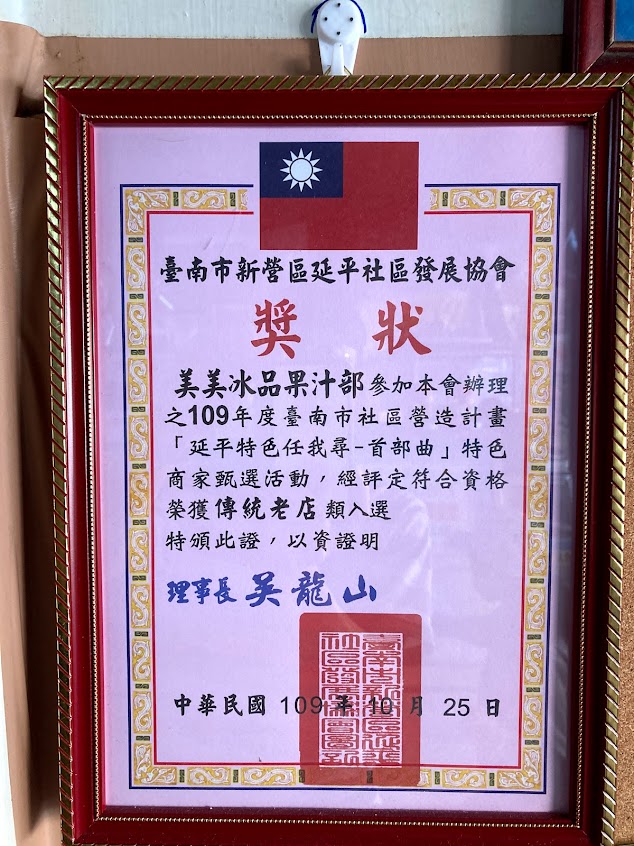 臺南市新營區延平社區發展協會
獎狀
美美冰品果汁部參加本會辦理
之109年度臺南市社區營造計畫
「延平特色任我尋-首部曲」特色
商家甄選活動,經評定符合資格
榮獲傳統老店類入選
特頒此證,以資證明
理事長 吳龍山
中華民國 109 年 10 月 25 日